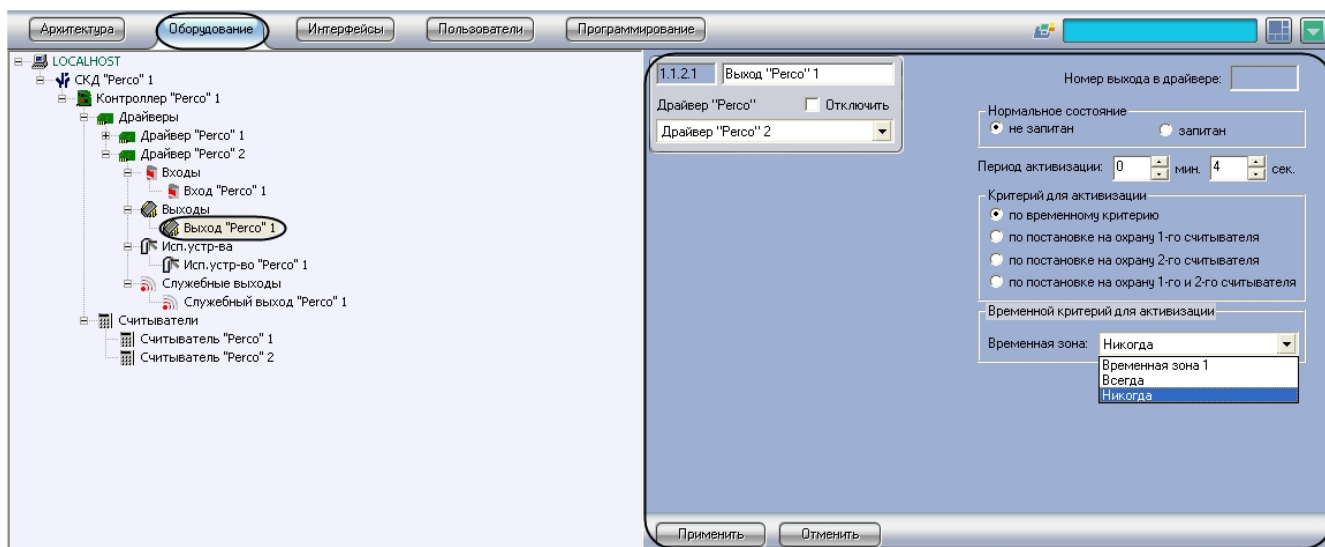 Архитектура Оборудование Интерфейсы Пользователи Программирование
LOCALHOST
СКД "Perco" 1
Контроллер "Perco" 1
Драйверы
Драйвер "Perco" 1
Драйвер "Perco" 2
Входы
Вход "Perco" 1
Выходы
Выход "Perco" 1
Исп.устр-ва
Исп.устр-во "Perco" 1
Служебные выходы
Служебный выход "Perco" 1
Считыватели
Считыватель "Perco" 1
Считыватель "Perco" 2
1.1.2.1 Выход "Perco" 1
Драйвер "Perco" Отключить
Драйвер "Perco" 2
Номер выхода в драйвере:
Нормальное состояние
не запитан запитан
Период активизации: 0 мин. 4 сек.
Критерий для активизации
по временному критерию
по постановке на охрану 1-го считывателя
по постановке на охрану 2-го считывателя
по постановке на охрану 1-го и 2-го считывателя
Временной критерий для активизации
Временная зона: Никогда
Временная зона 1
Всегда
Никогда
Применить Отменить